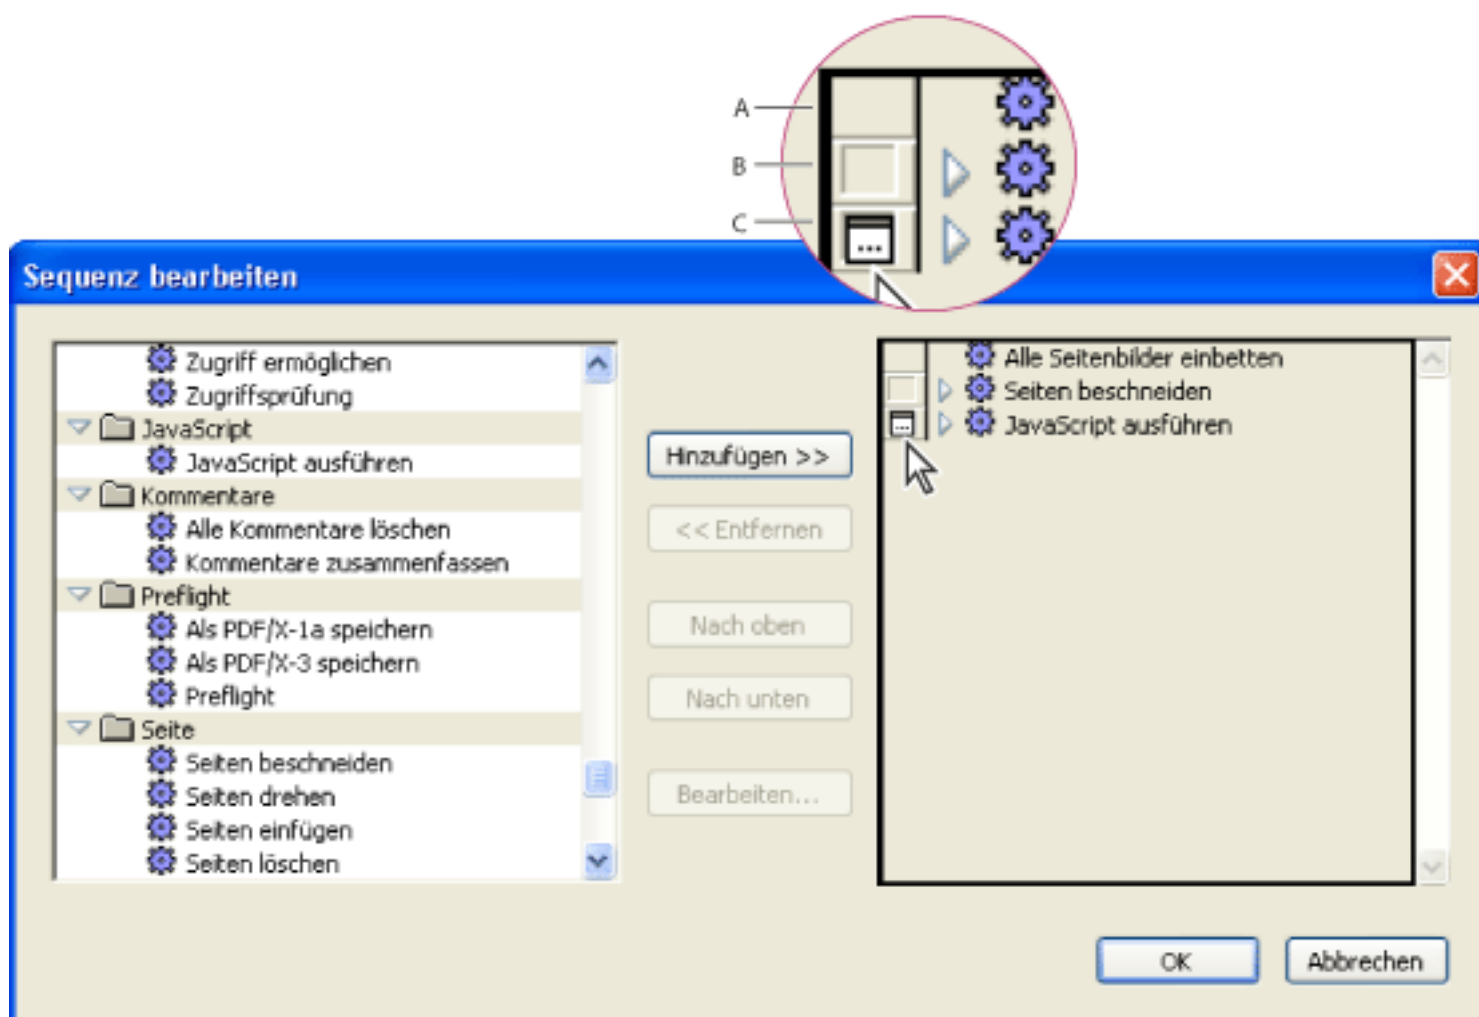 A
B
C
Sequenz bearbeiten
Zugriff ermöglichen
Zugriffsprüfung
JavaScript
JavaScript ausführen
Kommentare
Alle Kommentare löschen
Kommentare zusammenfassen
Preflight
Als PDF/X-1a speichern
Als PDF/X-3 speichern
Preflight
Seite
Seiten beschneiden
Seiten drehen
Seiten einfügen
Seiten löschen
Hinzufügen >>
<< Entfernen
Nach oben
Nach unten
Bearbeiten...
Alle Seitenbilder einbetten
Seiten beschneiden
JavaScript ausführen
OK
Abbrechen